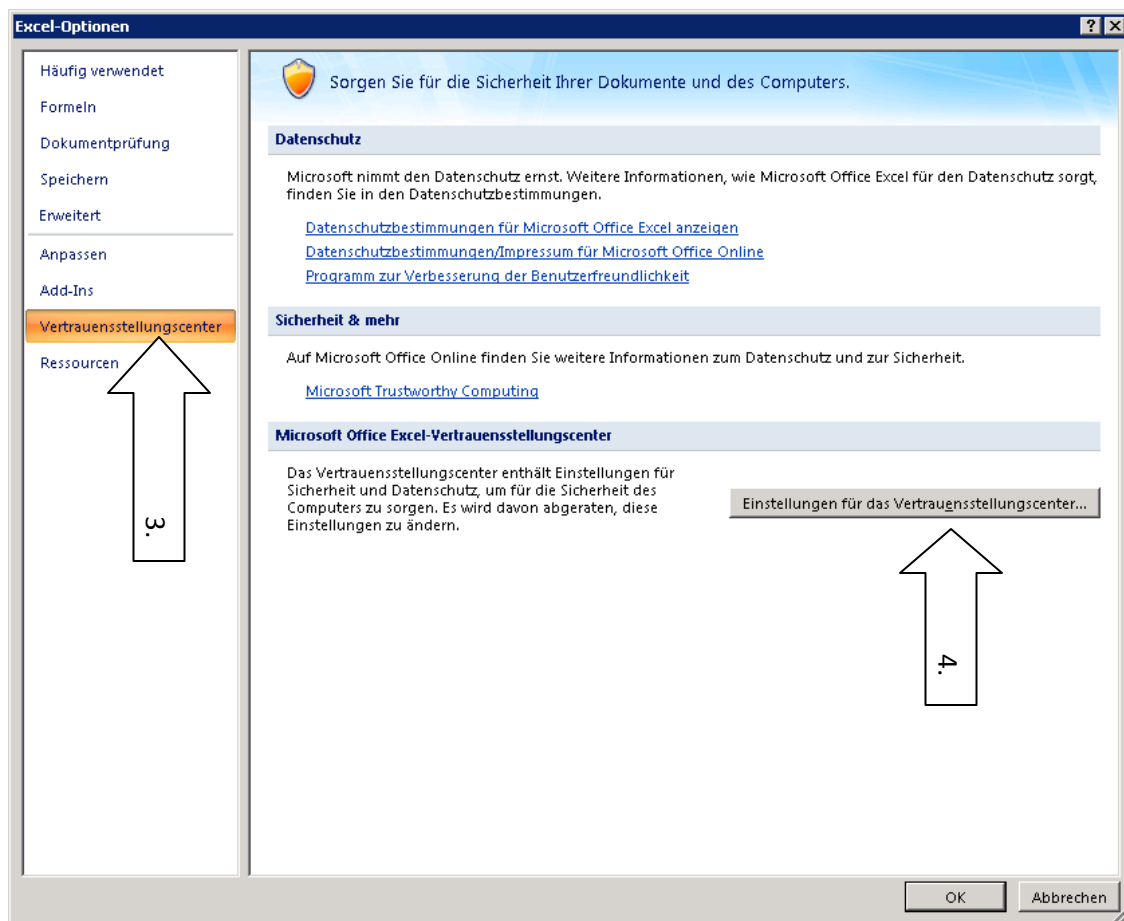 Excel-Optionen
Häufig verwendet
Formeln
Dokumentprüfung
Speichern
Erweitert
Anpassen
Add-Ins
Vertrauensstellungscenter
Ressourcen
3.
Sorgen Sie für die Sicherheit Ihrer Dokumente und des Computers.
Datenschutz
Microsoft nimmt den Datenschutz ernst. Weitere Informationen, wie Microsoft Office Excel für den Datenschutz sorgt,
finden Sie in den Datenschutzbestimmungen.
Datenschutzbestimmungen für Microsoft Office Excel anzeigen
Datenschutzbestimmungen/Impressum für Microsoft Office Online
Programm zur Verbesserung der Benutzerfreundlichkeit
Sicherheit & mehr
Auf Microsoft Office Online finden Sie weitere Informationen zum Datenschutz und zur Sicherheit.
Microsoft Trustworthy Computing
Microsoft Office Excel-Vertrauensstellungscenter
Das Vertrauensstellungscenter enthält Einstellungen für
Sicherheit und Datenschutz, um für die Sicherheit des
Computers zu sorgen. Es wird davon abgeraten, diese
Einstellungen zu ändern.
Einstellungen für das Vertrauensstellungscenter...
4.
OK
Abbrechen